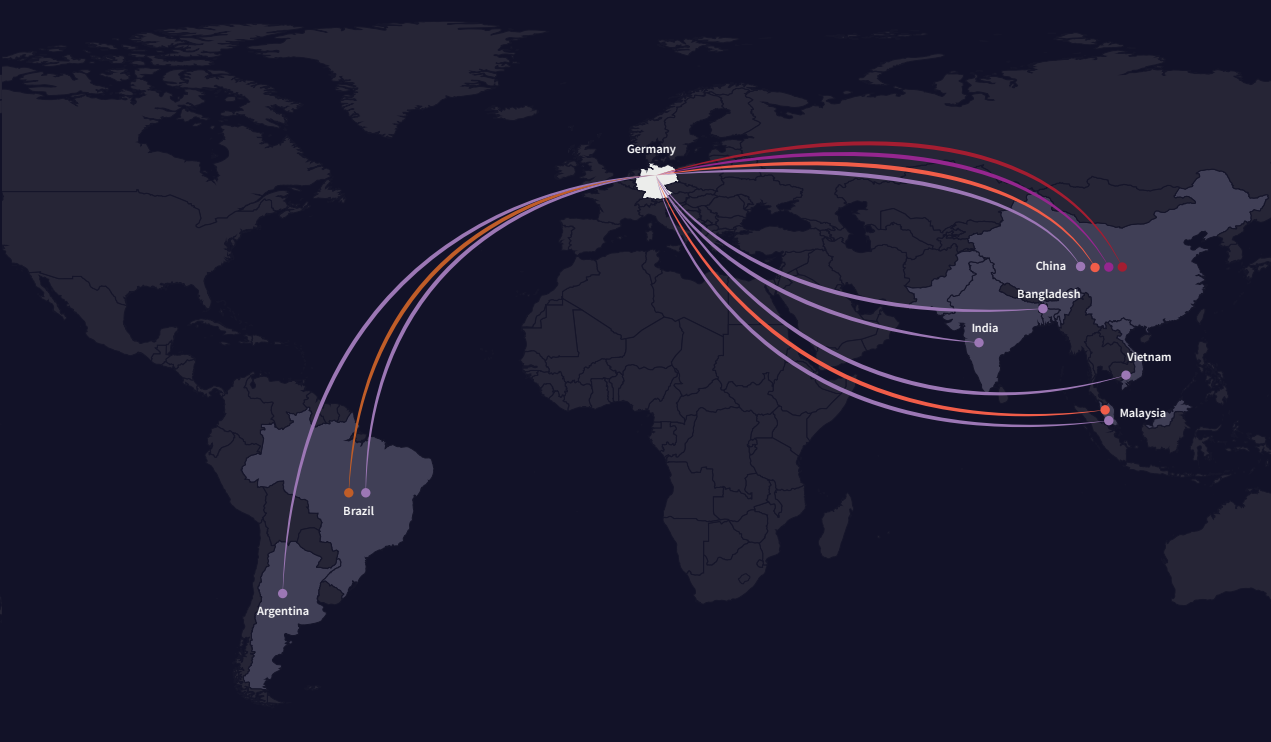 Germany
China
Bangladesh
India
Vietnam
Malaysia
Brazil
Argentina